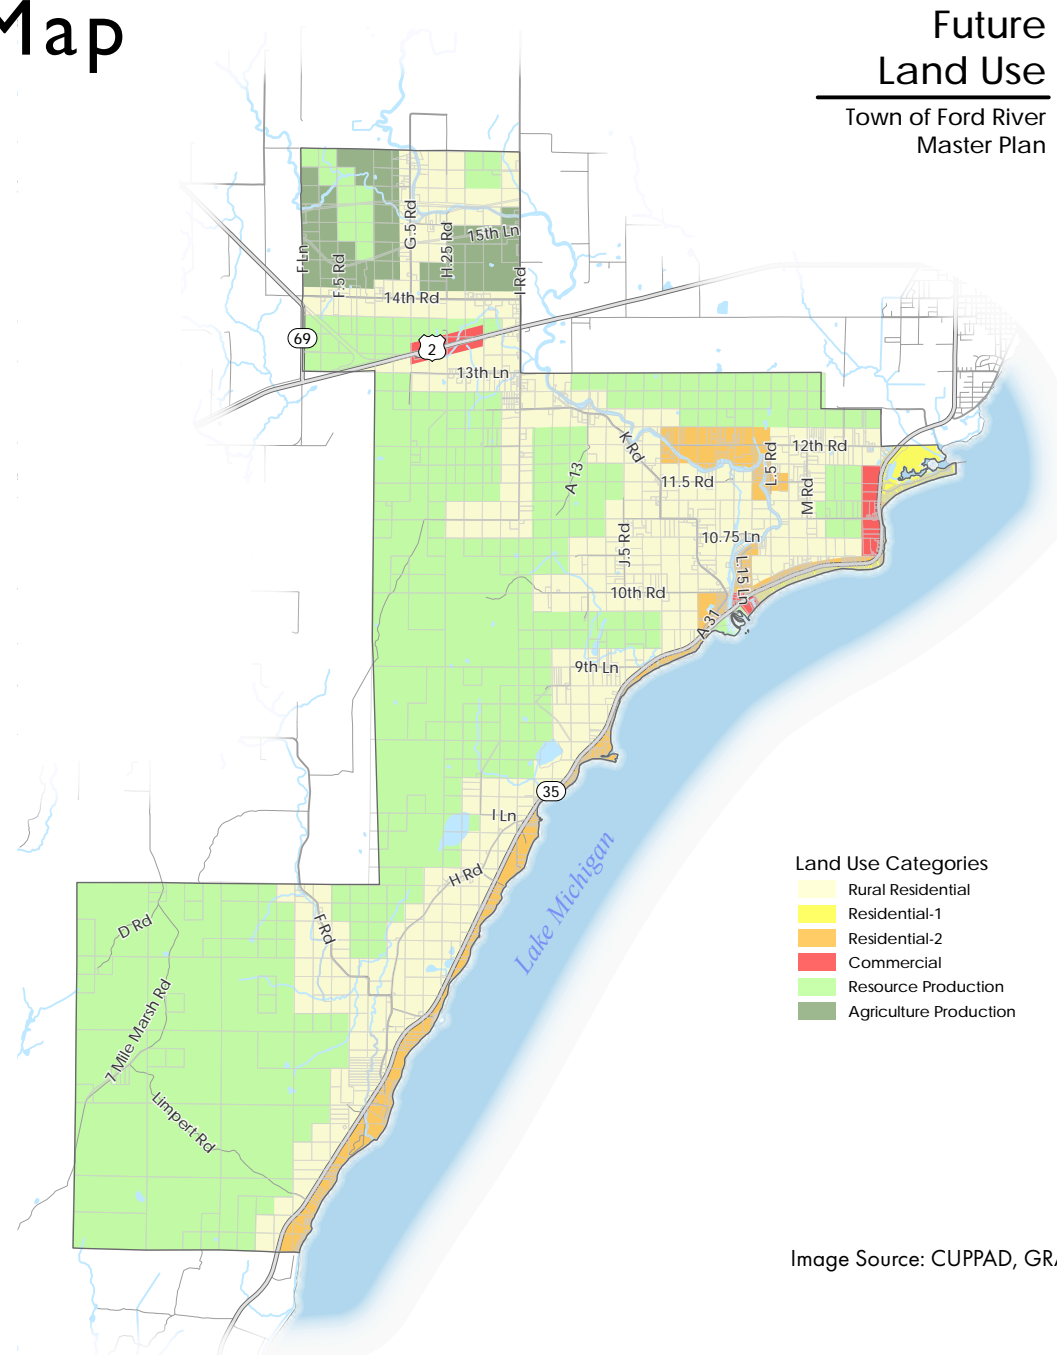 Map
Future
Land Use
Town of Ford River
Master Plan
G.5 Rd
H.25 Rd
15th Ln
F Ln
F.5 Rd
I Rd
14th Rd
69
2
13th Ln
K Rd
12th Rd
L.5 Rd
A 13
11.5 Rd
M Rd
J.5 Rd
10.75 Ln
L.15 Ln
10th Rd
A 31
9th Ln
35
I Ln
Lake Michigan
H Rd
Land Use Categories
Rural Residential
Residential-1
Residential-2
Commercial
Resource Production
Agriculture Production
D Rd
F Rd
7 Mile Marsh Rd
Limpert Rd
Image Source: CUPPAD, GRA